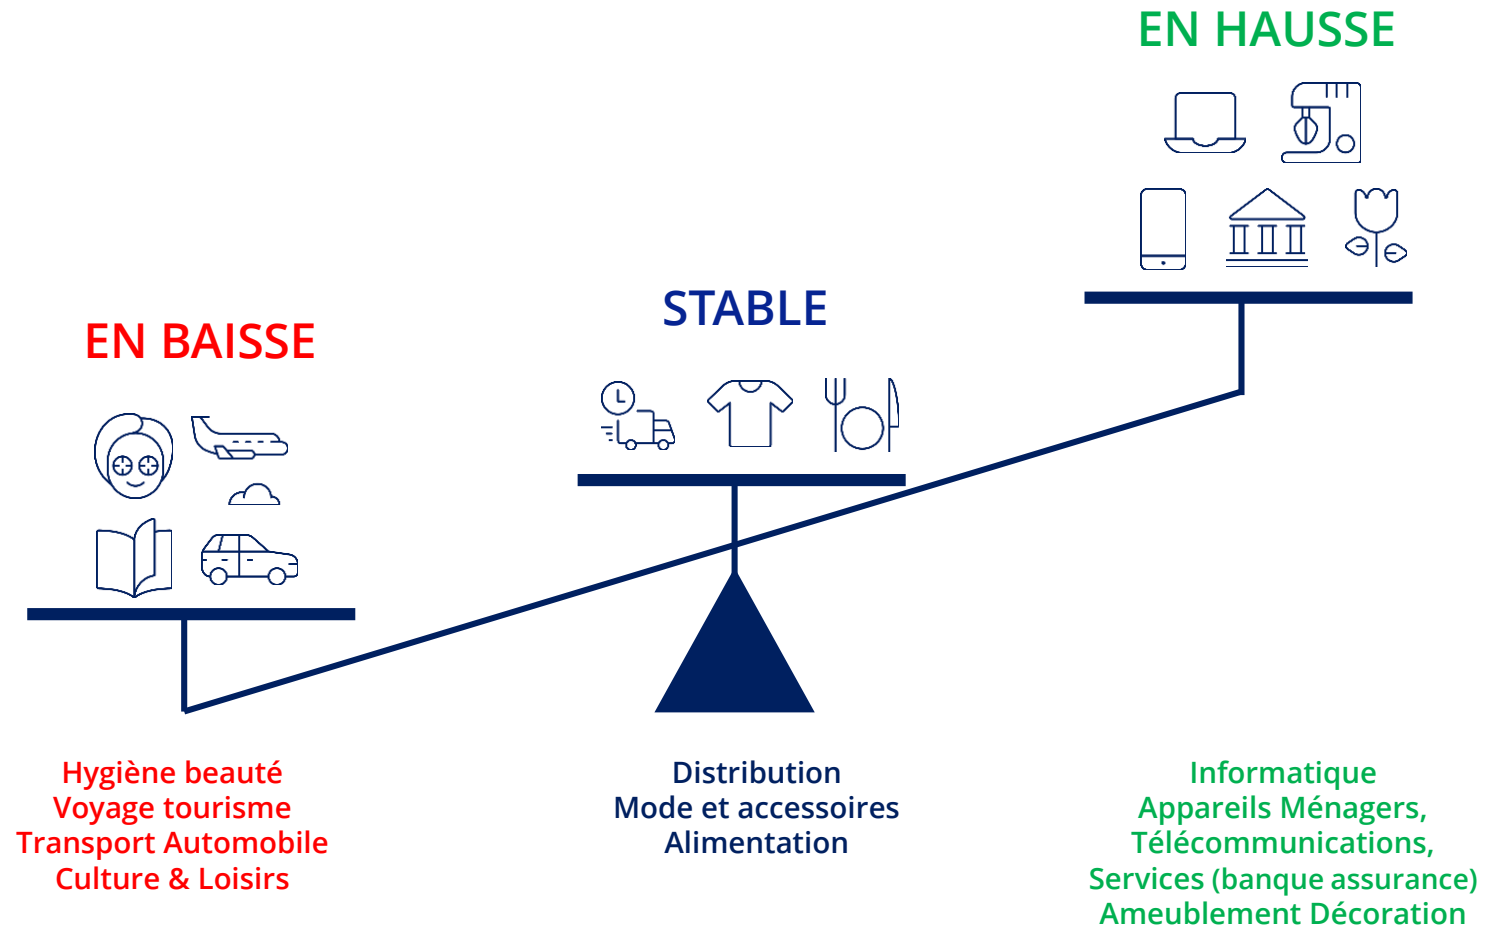 EN HAUSSE
STABLE
EN BAISSE
Hygiène beauté
Voyage tourisme
Transport Automobile
Culture & Loisirs
Distribution
Mode et accessoires
Alimentation
Informatique
Appareils Ménagers,
Télécommunications,
Services (banque assurance)
Ameublement Décoration